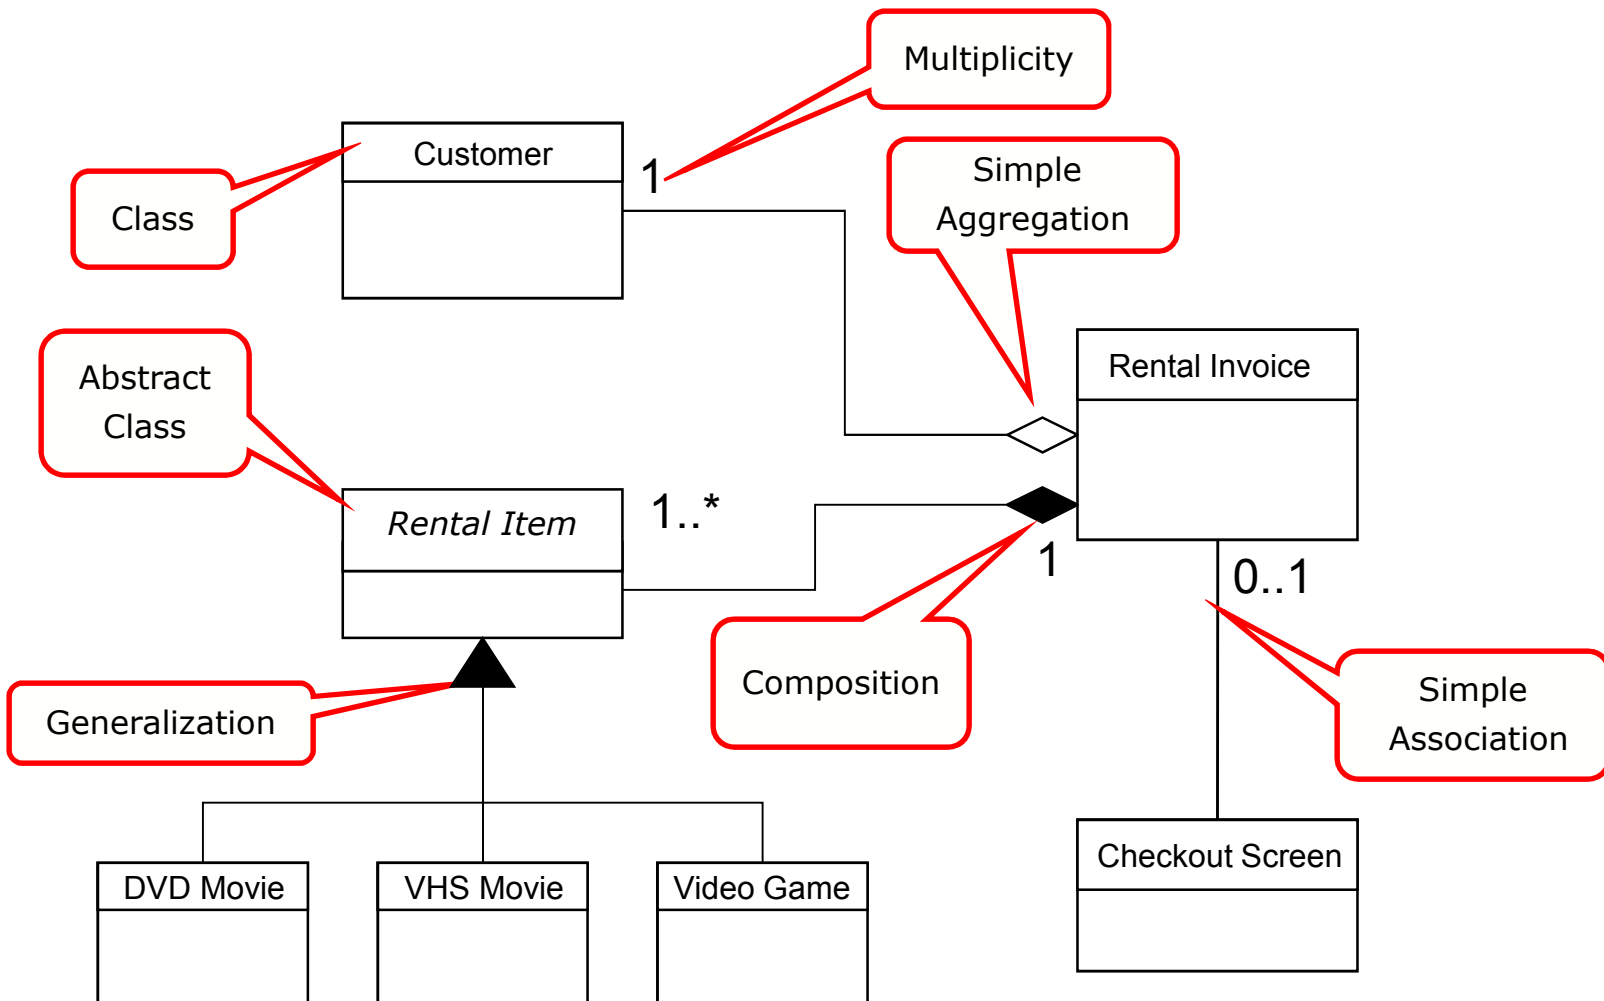 Multiplicity
Customer
1
Simple
Aggregation
Class
Rental Invoice
Abstract
Class
Rental Item
1..*
1
0..1
Composition
Simple
Association
Generalization
Checkout Screen
DVD Movie
VHS Movie
Video Game